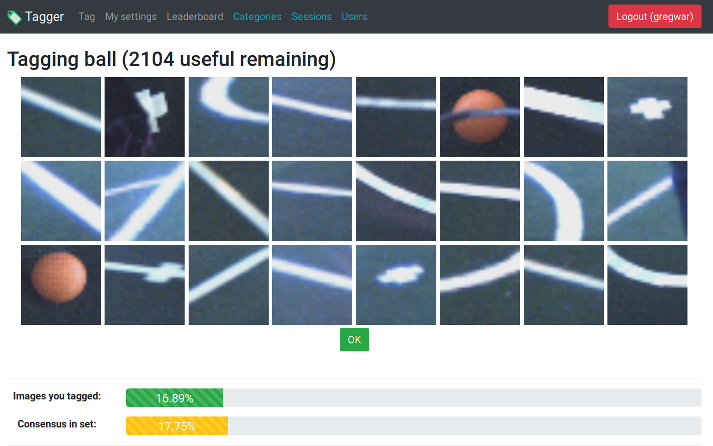 Tagger Tag My settings Leaderboard Categories Sessions Users Logout (gregwar)
Tagging ball (2104 useful remaining)
OK
Images you tagged: 16.89%
Consensus in set: 17.75%